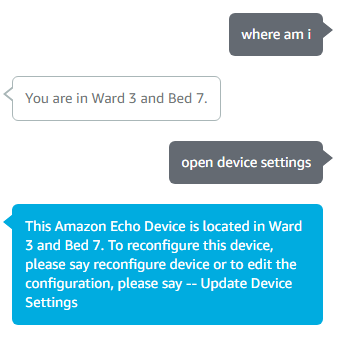 where am i
You are in Ward 3 and Bed 7.
open device settings
This Amazon Echo Device is located in Ward
3 and Bed 7. To reconfigure this device,
please say reconfigure device or to edit the
configuration, please say -- Update Device
Settings